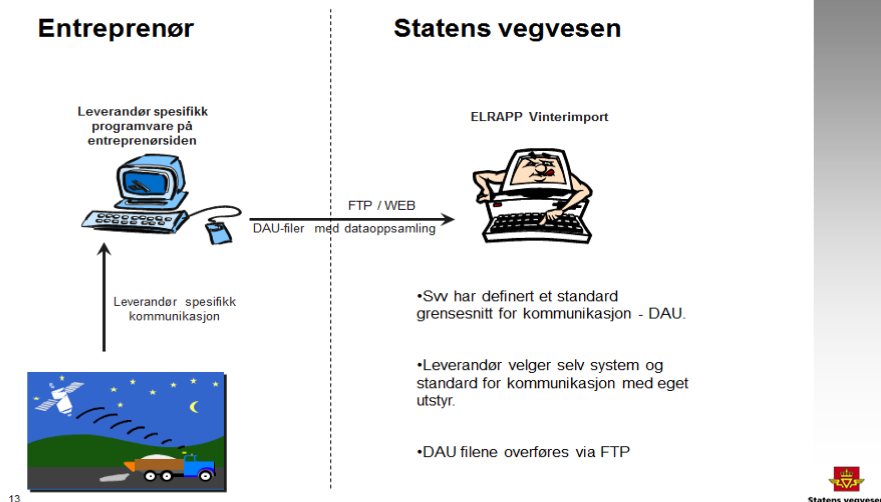 Entreprenør
Statens vegvesen
Leverandør spesifikk
programvare på
entreprenørsiden
ELRAPP Vinterimport
FTP / WEB
DAU-filer med dataoppsamling
Leverandør spesifikk
kommunikasjon
•Svv har definert et standard
grensesnitt for kommunikasjon - DAU.
•Leverandør velger selv system og
standard for kommunikasjon med eget
utstyr.
•DAU filene overføres via FTP
13
Statens vegvesen